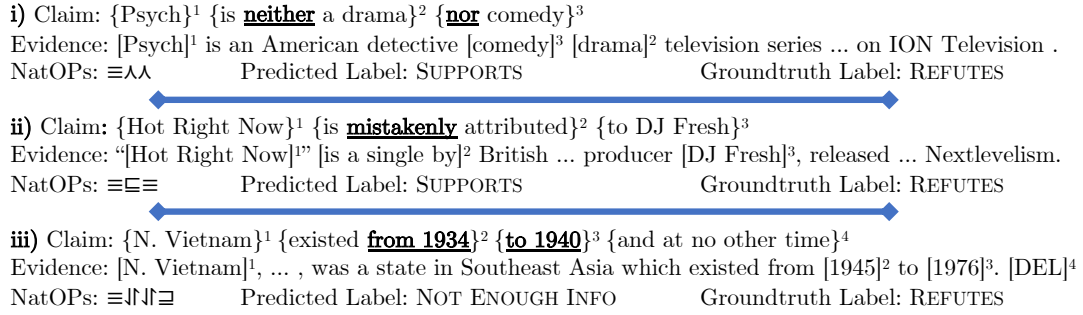 i) Claim: {Psych}¹ {is neither a drama}² {nor comedy}³
Evidence: [Psych]¹ is an American detective [comedy]³ [drama]² television series ... on ION Television .
NatOPs: ≡⋏⋏ Predicted Label: SUPPORTS Groundtruth Label: REFUTES
ii) Claim: {Hot Right Now}¹ {is mistakenly attributed}² {to DJ Fresh}³
Evidence: “[Hot Right Now]¹” [is a single by]² British ... producer [DJ Fresh]³, released ... Nextlevelism.
NatOPs: ≡⊑≡ Predicted Label: SUPPORTS Groundtruth Label: REFUTES
iii) Claim: {N. Vietnam}¹ {existed from 1934}² {to 1940}³ {and at no other time}⁴
Evidence: [N. Vietnam]¹, ... , was a state in Southeast Asia which existed from [1945]² to [1976]³. [DEL]⁴
NatOPs: ≡⇃↾⇃↾⊒ Predicted Label: NOT ENOUGH INFO Groundtruth Label: REFUTES